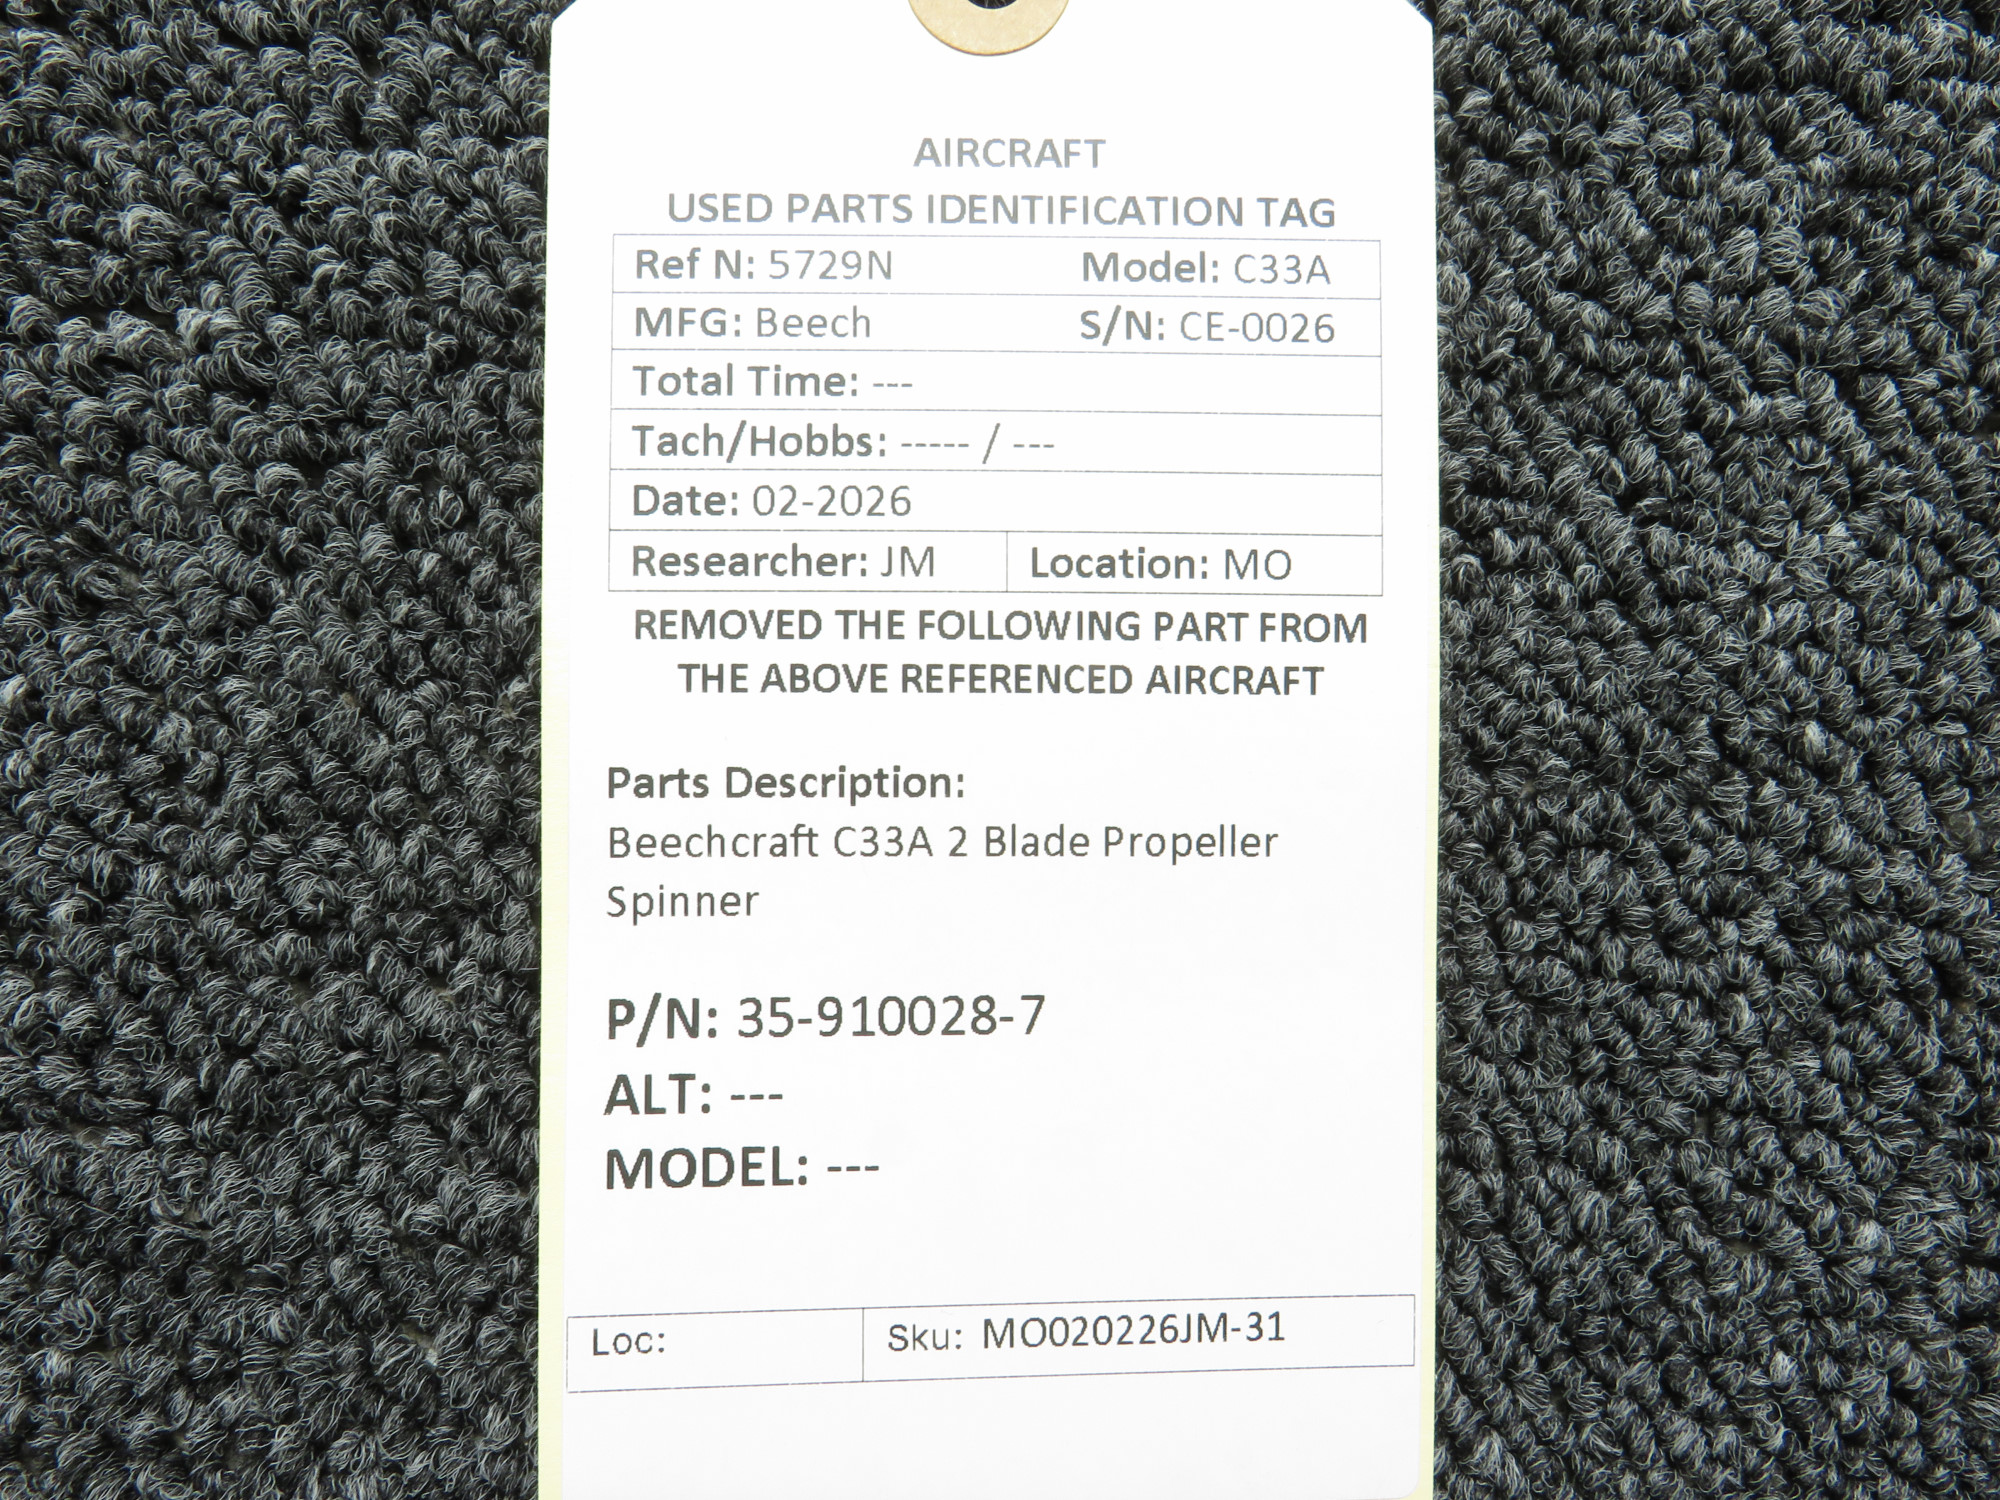 AIRCRAFT
USED PARTS IDENTIFICATION TAG
Ref N: 5729N Model: C33A
MFG: Beech S/N: CE-0026
Total Time: ---
Tach/Hobbs: ----- / ---
Date: 02-2026
Researcher: JM Location: MO
REMOVED THE FOLLOWING PART FROM
THE ABOVE REFERENCED AIRCRAFT
Parts Description:
Beechcraft C33A 2 Blade Propeller
Spinner
P/N: 35-910028-7
ALT: ---
MODEL: ---
Loc: Sku: MO020226JM-31